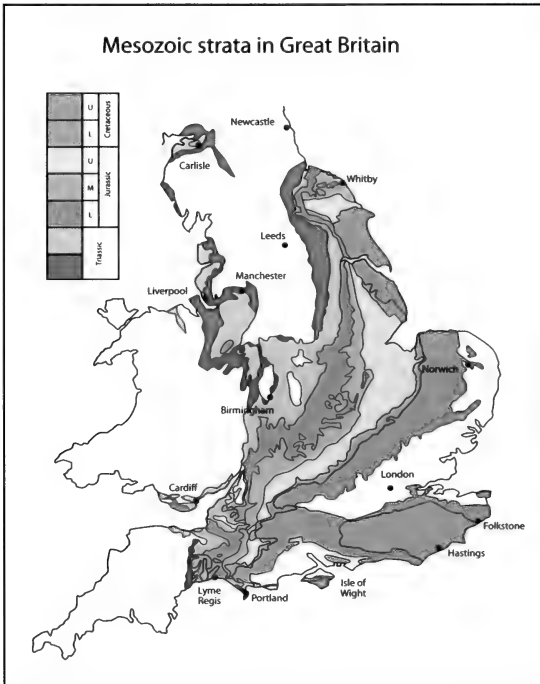 Mesozoic strata in Great Britain
U
L
Cretaceous
U
M
L
Jurassic
Triassic
Newcastle
Carlisle
Whitby
Leeds
Manchester
Liverpool
Norwich
Birmingham
London
Cardiff
Folkstone
Hastings
Isle of
Wight
Lyme
Regis
Portland